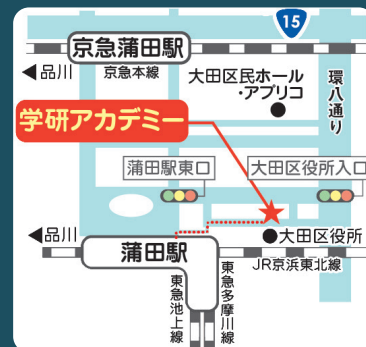 15
京急蒲田駅
◀品川
京急本線
大田区民ホール
・アプリコ
環八通り
学研アカデミー
蒲田駅東口
大田区役所入口
◀品川
蒲田駅
大田区役所
JR京浜東北線
東急池上線
東急多摩川線